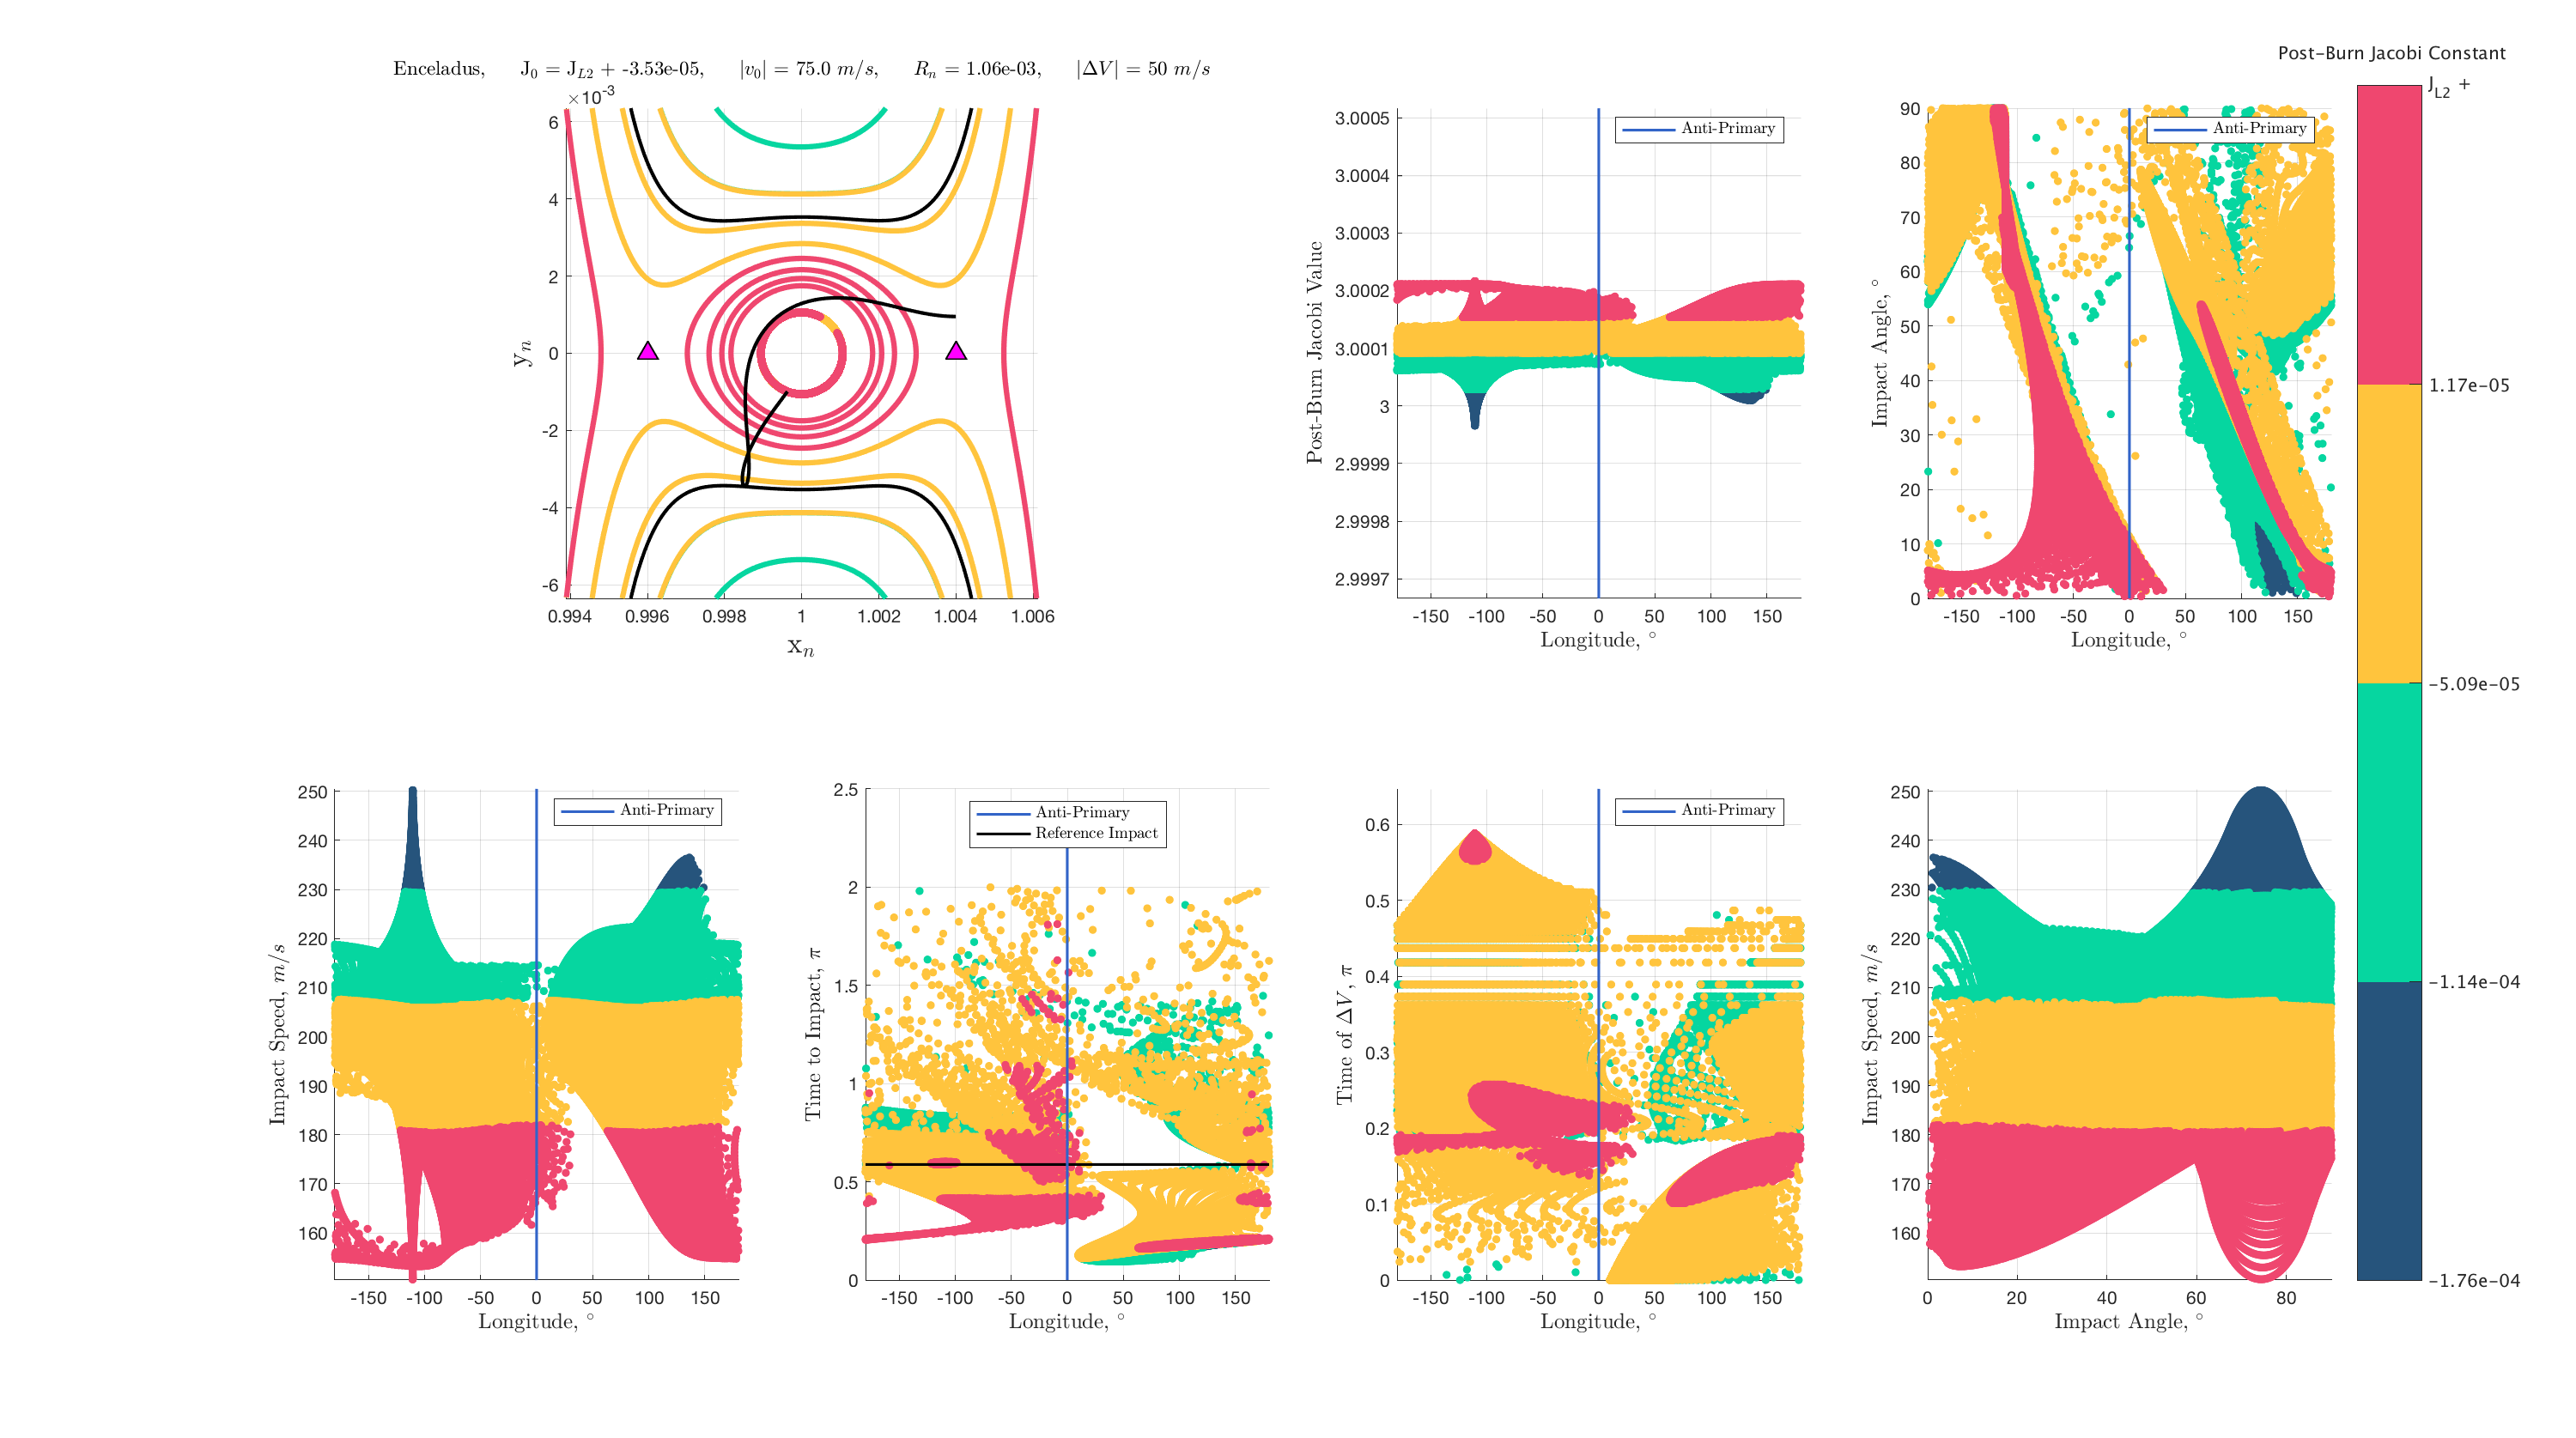 Post-Burn Jacobi Constant
Enceladus, J0 = JL2 + -3.53e-05, |v0| = 75.0 m/s, Rn = 1.06e-03, |ΔV| = 50 m/s
×10-3
6
4
2
0
-2
-4
-6
yn
0.994 0.996 0.998 1 1.002 1.004 1.006
xn
Anti-Primary
3.0005
3.0004
3.0003
3.0002
3.0001
3
2.9999
2.9998
2.9997
Post-Burn Jacobi Value
-150 -100 -50 0 50 100 150
Longitude, °
Anti-Primary
90
80
70
60
50
40
30
20
10
0
Impact Angle, °
-150 -100 -50 0 50 100 150
Longitude, °
JL2 +
1.17e-05
-5.09e-05
-1.14e-04
-1.76e-04
Anti-Primary
250
240
230
220
210
200
190
180
170
160
Impact Speed, m/s
-150 -100 -50 0 50 100 150
Longitude, °
Anti-Primary
Reference Impact
2.5
2
1.5
1
0.5
0
Time to Impact, π
-150 -100 -50 0 50 100 150
Longitude, °
Anti-Primary
0.6
0.5
0.4
0.3
0.2
0.1
0
Time of ΔV, π
-150 -100 -50 0 50 100 150
Longitude, °
250
240
230
220
210
200
190
180
170
160
Impact Speed, m/s
0 20 40 60 80
Impact Angle, °